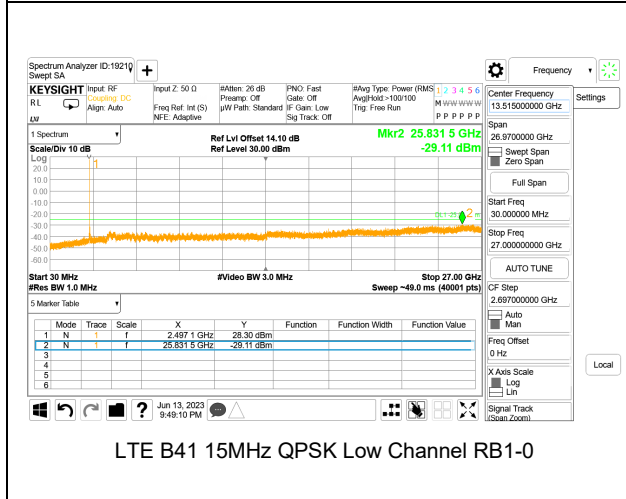 Spectrum Analyzer ID:19210
Swept SA
Frequency
KEYSIGHT
RL
Input: RF
Coupling: DC
Align: Auto
Input Z: 50 Ω
Freq Ref: Int (S)
NFE: Adaptive
#Atten: 26 dB
Preamp: Off
µW Path: Standard
PNO: Fast
Gate: Off
IF Gain: Low
Sig Track: Off
#Avg Type: Power (RMS
Avg|Hold:>100/100
Trig: Free Run
1 2 3 4 5 6
M W W W W W
P P P P P P
Center Frequency
13.515000000 GHz
Settings
Span
26.9700000 GHz
Swept Span
Zero Span
Full Span
Start Freq
30.000000 MHz
Stop Freq
27.000000000 GHz
AUTO TUNE
CF Step
2.697000000 GHz
Auto
Man
Freq Offset
0 Hz
X Axis Scale
Log
Lin
Signal Track
(Span Zoom)
Local
1 Spectrum
Scale/Div 10 dB
Ref Lvl Offset 14.10 dB
Ref Level 30.00 dBm
Mkr2 25.831 5 GHz
-29.11 dBm
Log
20.0
10.0
0.00
-10.0
-20.0
-30.0
-40.0
-50.0
-60.0
1
2
Start 30 MHz
#Res BW 1.0 MHz
#Video BW 3.0 MHz
Stop 27.00 GHz
Sweep ~49.0 ms (40001 pts)
5 Marker Table
Mode Trace Scale X Y Function Function Width Function Value
1 N 1 f 2.497 1 GHz 28.30 dBm
2 N 1 f 25.831 5 GHz -29.11 dBm
3
4
5
6
Jun 13, 2023
9:49:10 PM
LTE B41 15MHz QPSK Low Channel RB1-0